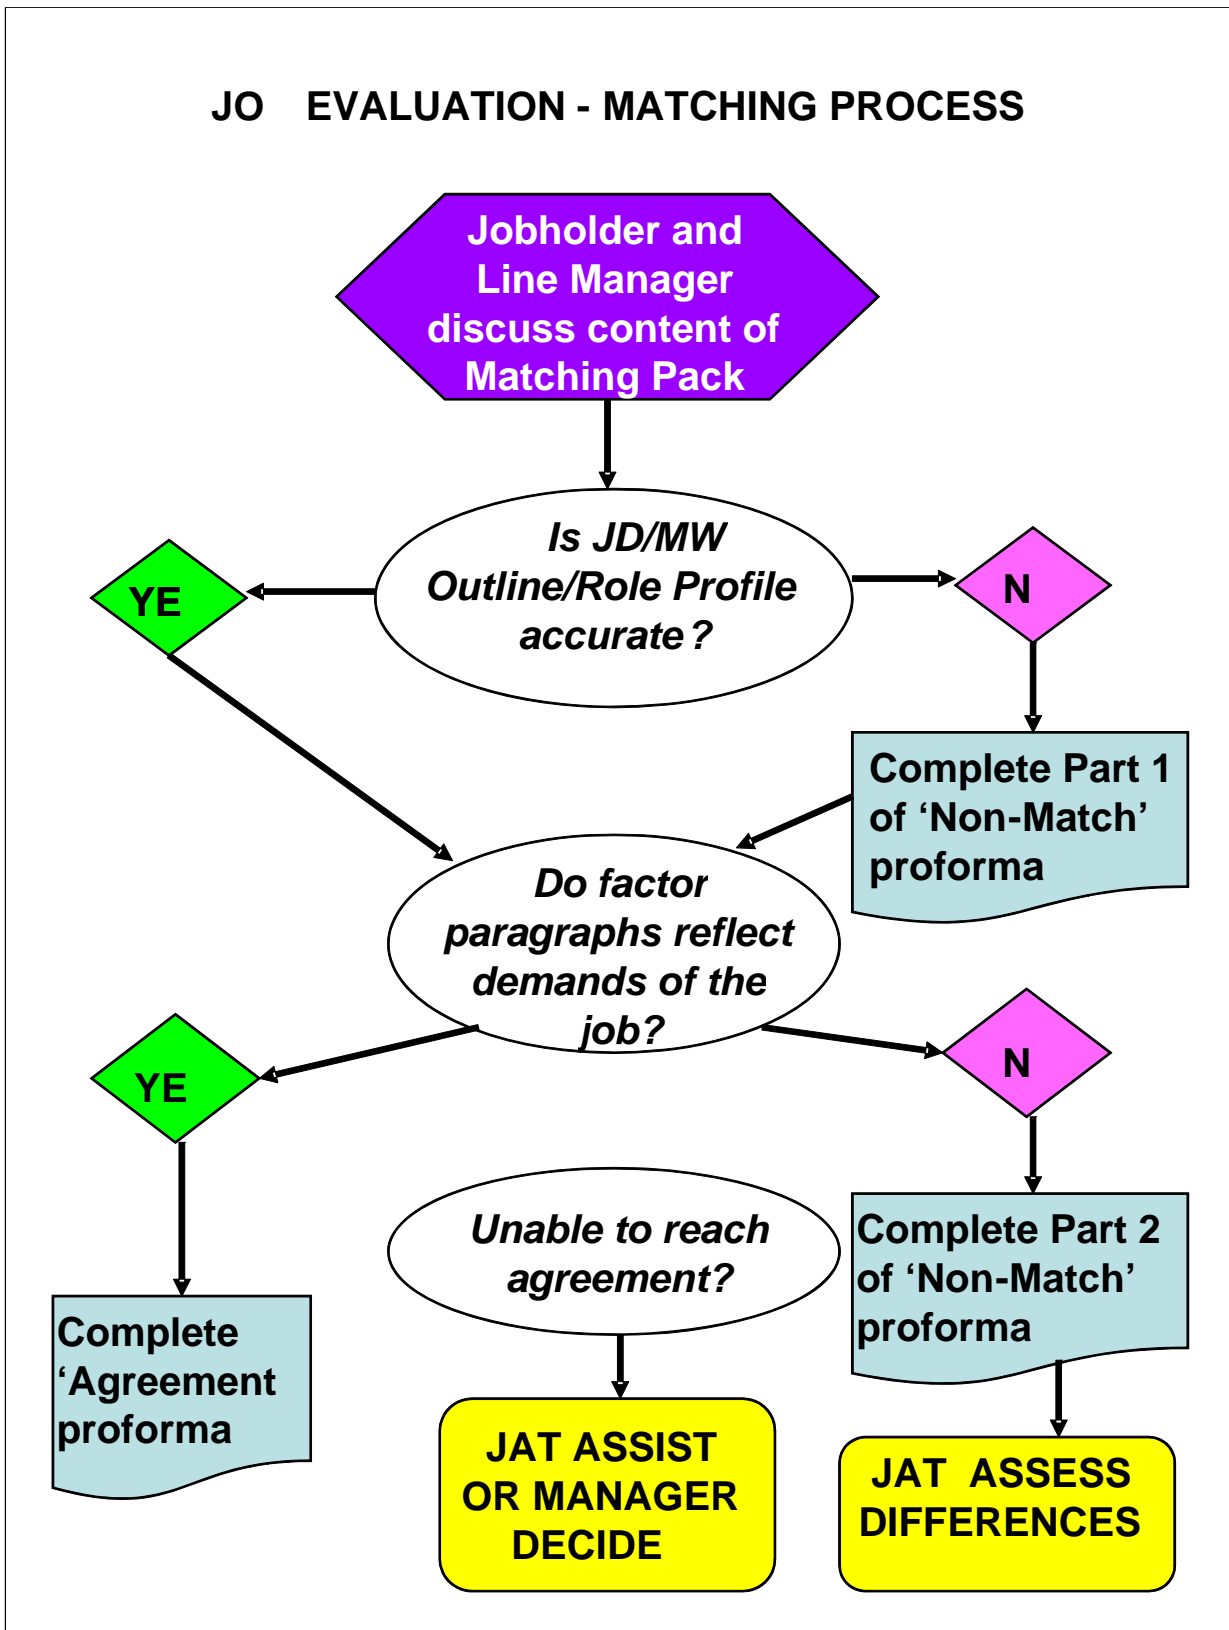 JO EVALUATION - MATCHING PROCESS
Jobholder and
Line Manager
discuss content of
Matching Pack
Is JD/MW
Outline/Role Profile
accurate?
YE
N
Complete Part 1
of ‘Non-Match’
proforma
Do factor
paragraphs reflect
demands of the
job?
YE
N
Unable to reach
agreement?
Complete Part 2
of ‘Non-Match’
proforma
Complete
‘Agreement
proforma
JAT ASSIST
OR MANAGER
DECIDE
JAT ASSESS
DIFFERENCES